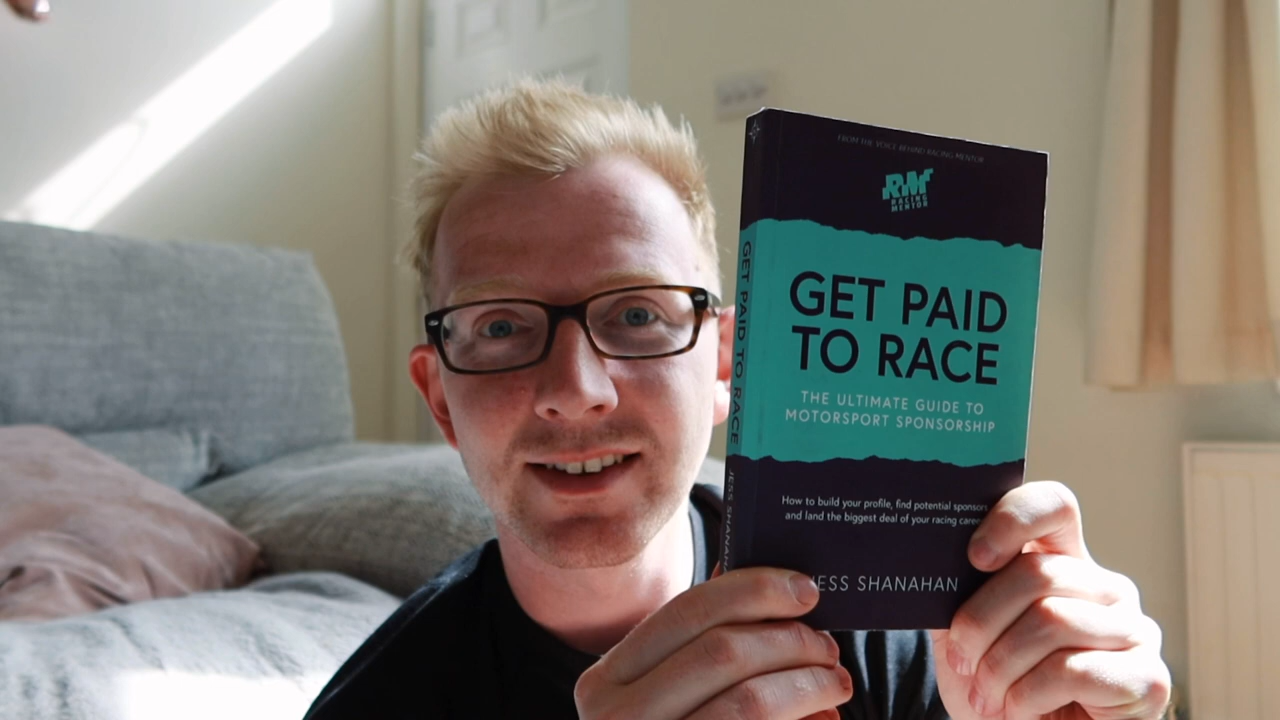 FROM THE VOICE BEHIND RACING MENTOR
RM
RACING
MENTOR
GET PAID
TO RACE
THE ULTIMATE GUIDE TO
MOTORSPORT SPONSORSHIP
How to build your profile, find potential sponsors
and land the biggest deal of your racing
JESS SHANAHAN
GET PAID TO RACE
JESS